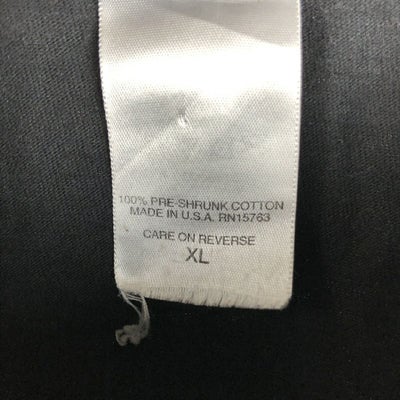 100% PRE-SHRUNK COTTON
MADE IN U.S.A. RN15763
CARE ON REVERSE
XL